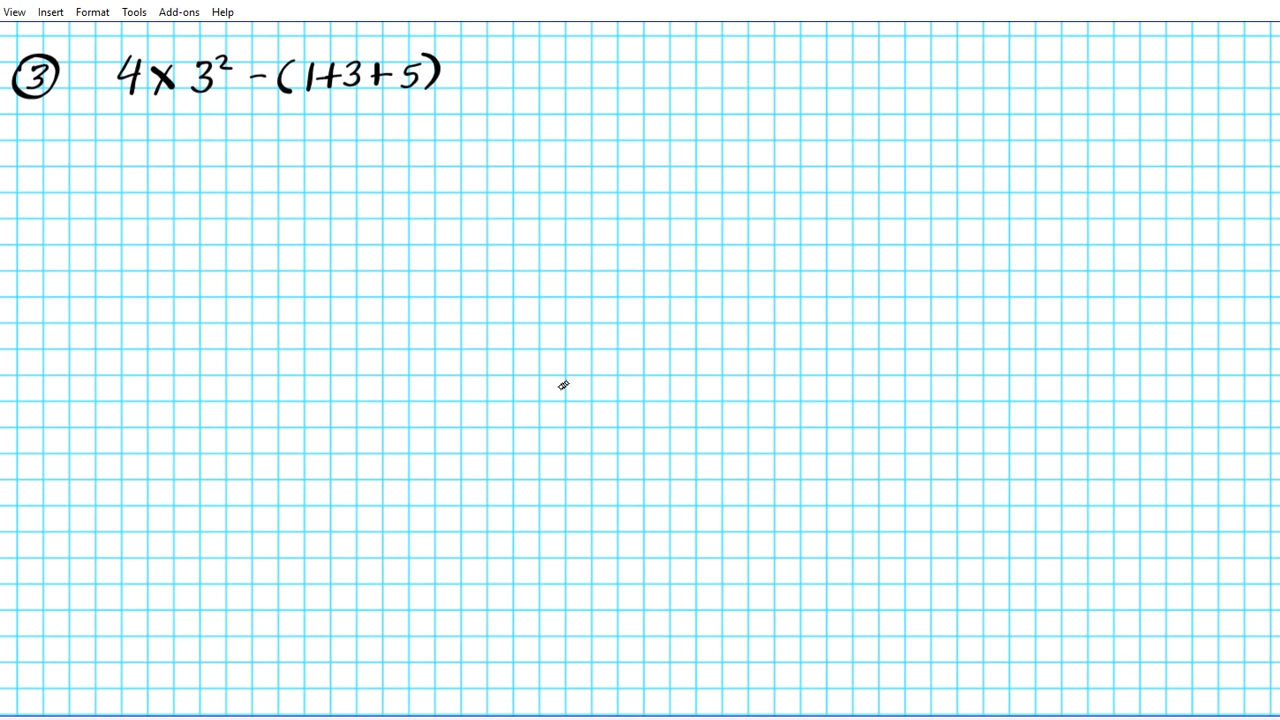 View Insert Format Tools Add-ons Help
③ 4 × 3² - (1+3+5)